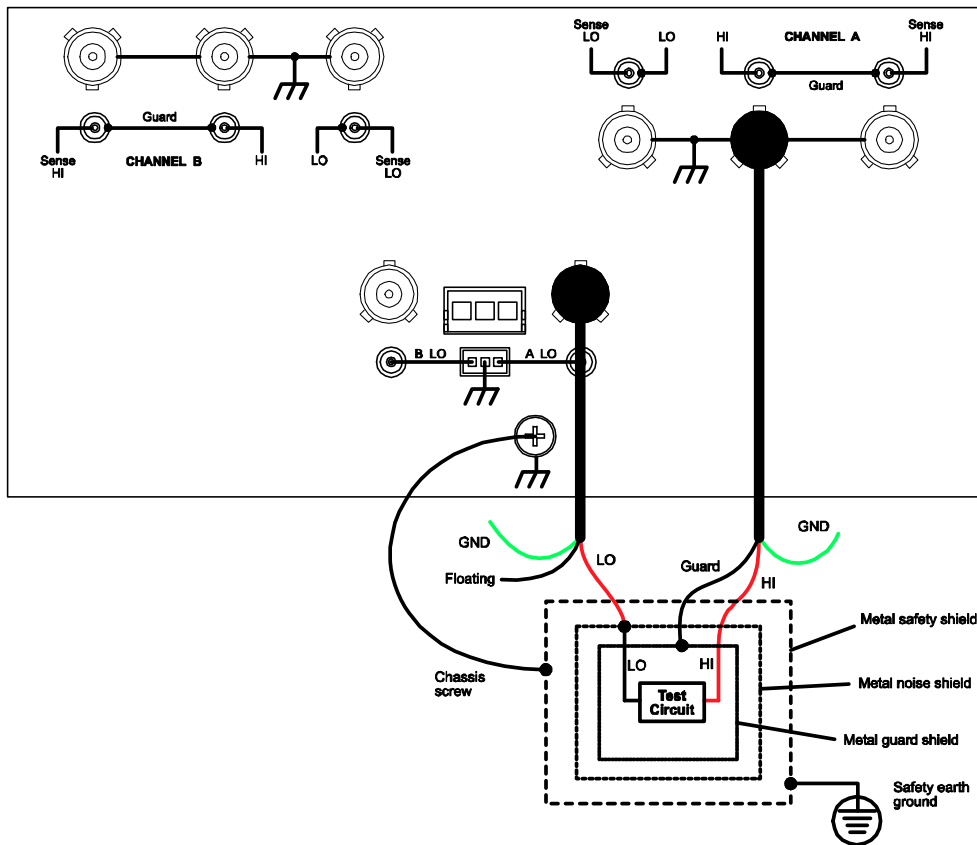 Sense
LO
LO
HI
CHANNEL A
Sense
HI
Guard
Guard
Sense
HI
CHANNEL B
HI
LO
Sense
LO
B LO
A LO
GND
LO
Floating
Guard
HI
GND
Metal safety shield
LO
HI
Chassis
screw
Test
Circuit
Metal noise shield
Metal guard shield
Safety earth
ground